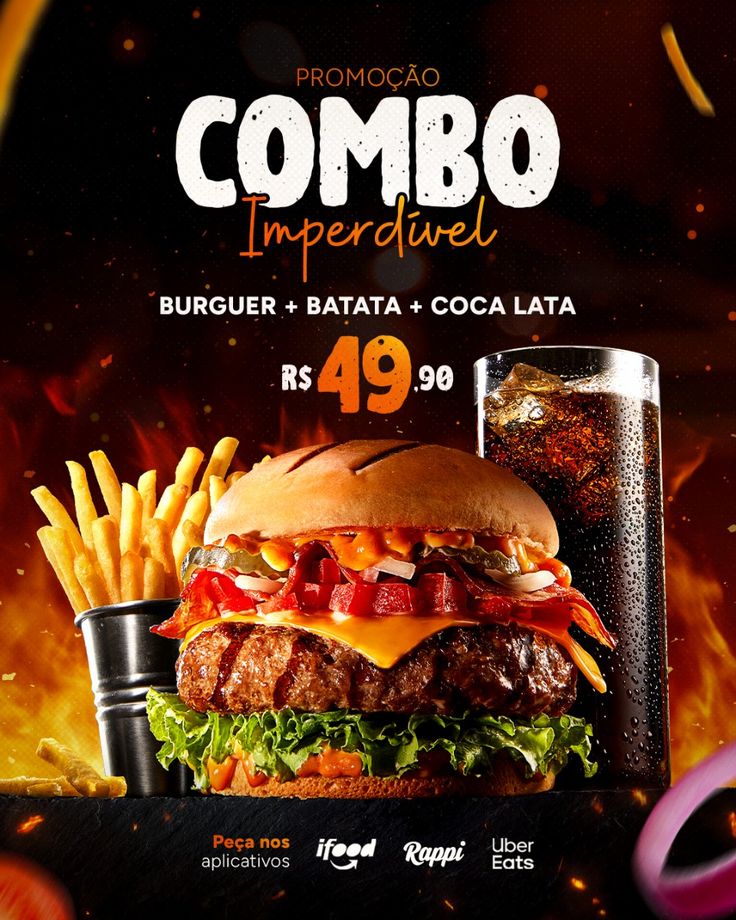 PROMOÇÃO
COMBO
Imperdível
BURGUER + BATATA + COCA LATA
R$ 49,90
Peça nos
aplicativos
ifood
Rappi
Uber
Eats